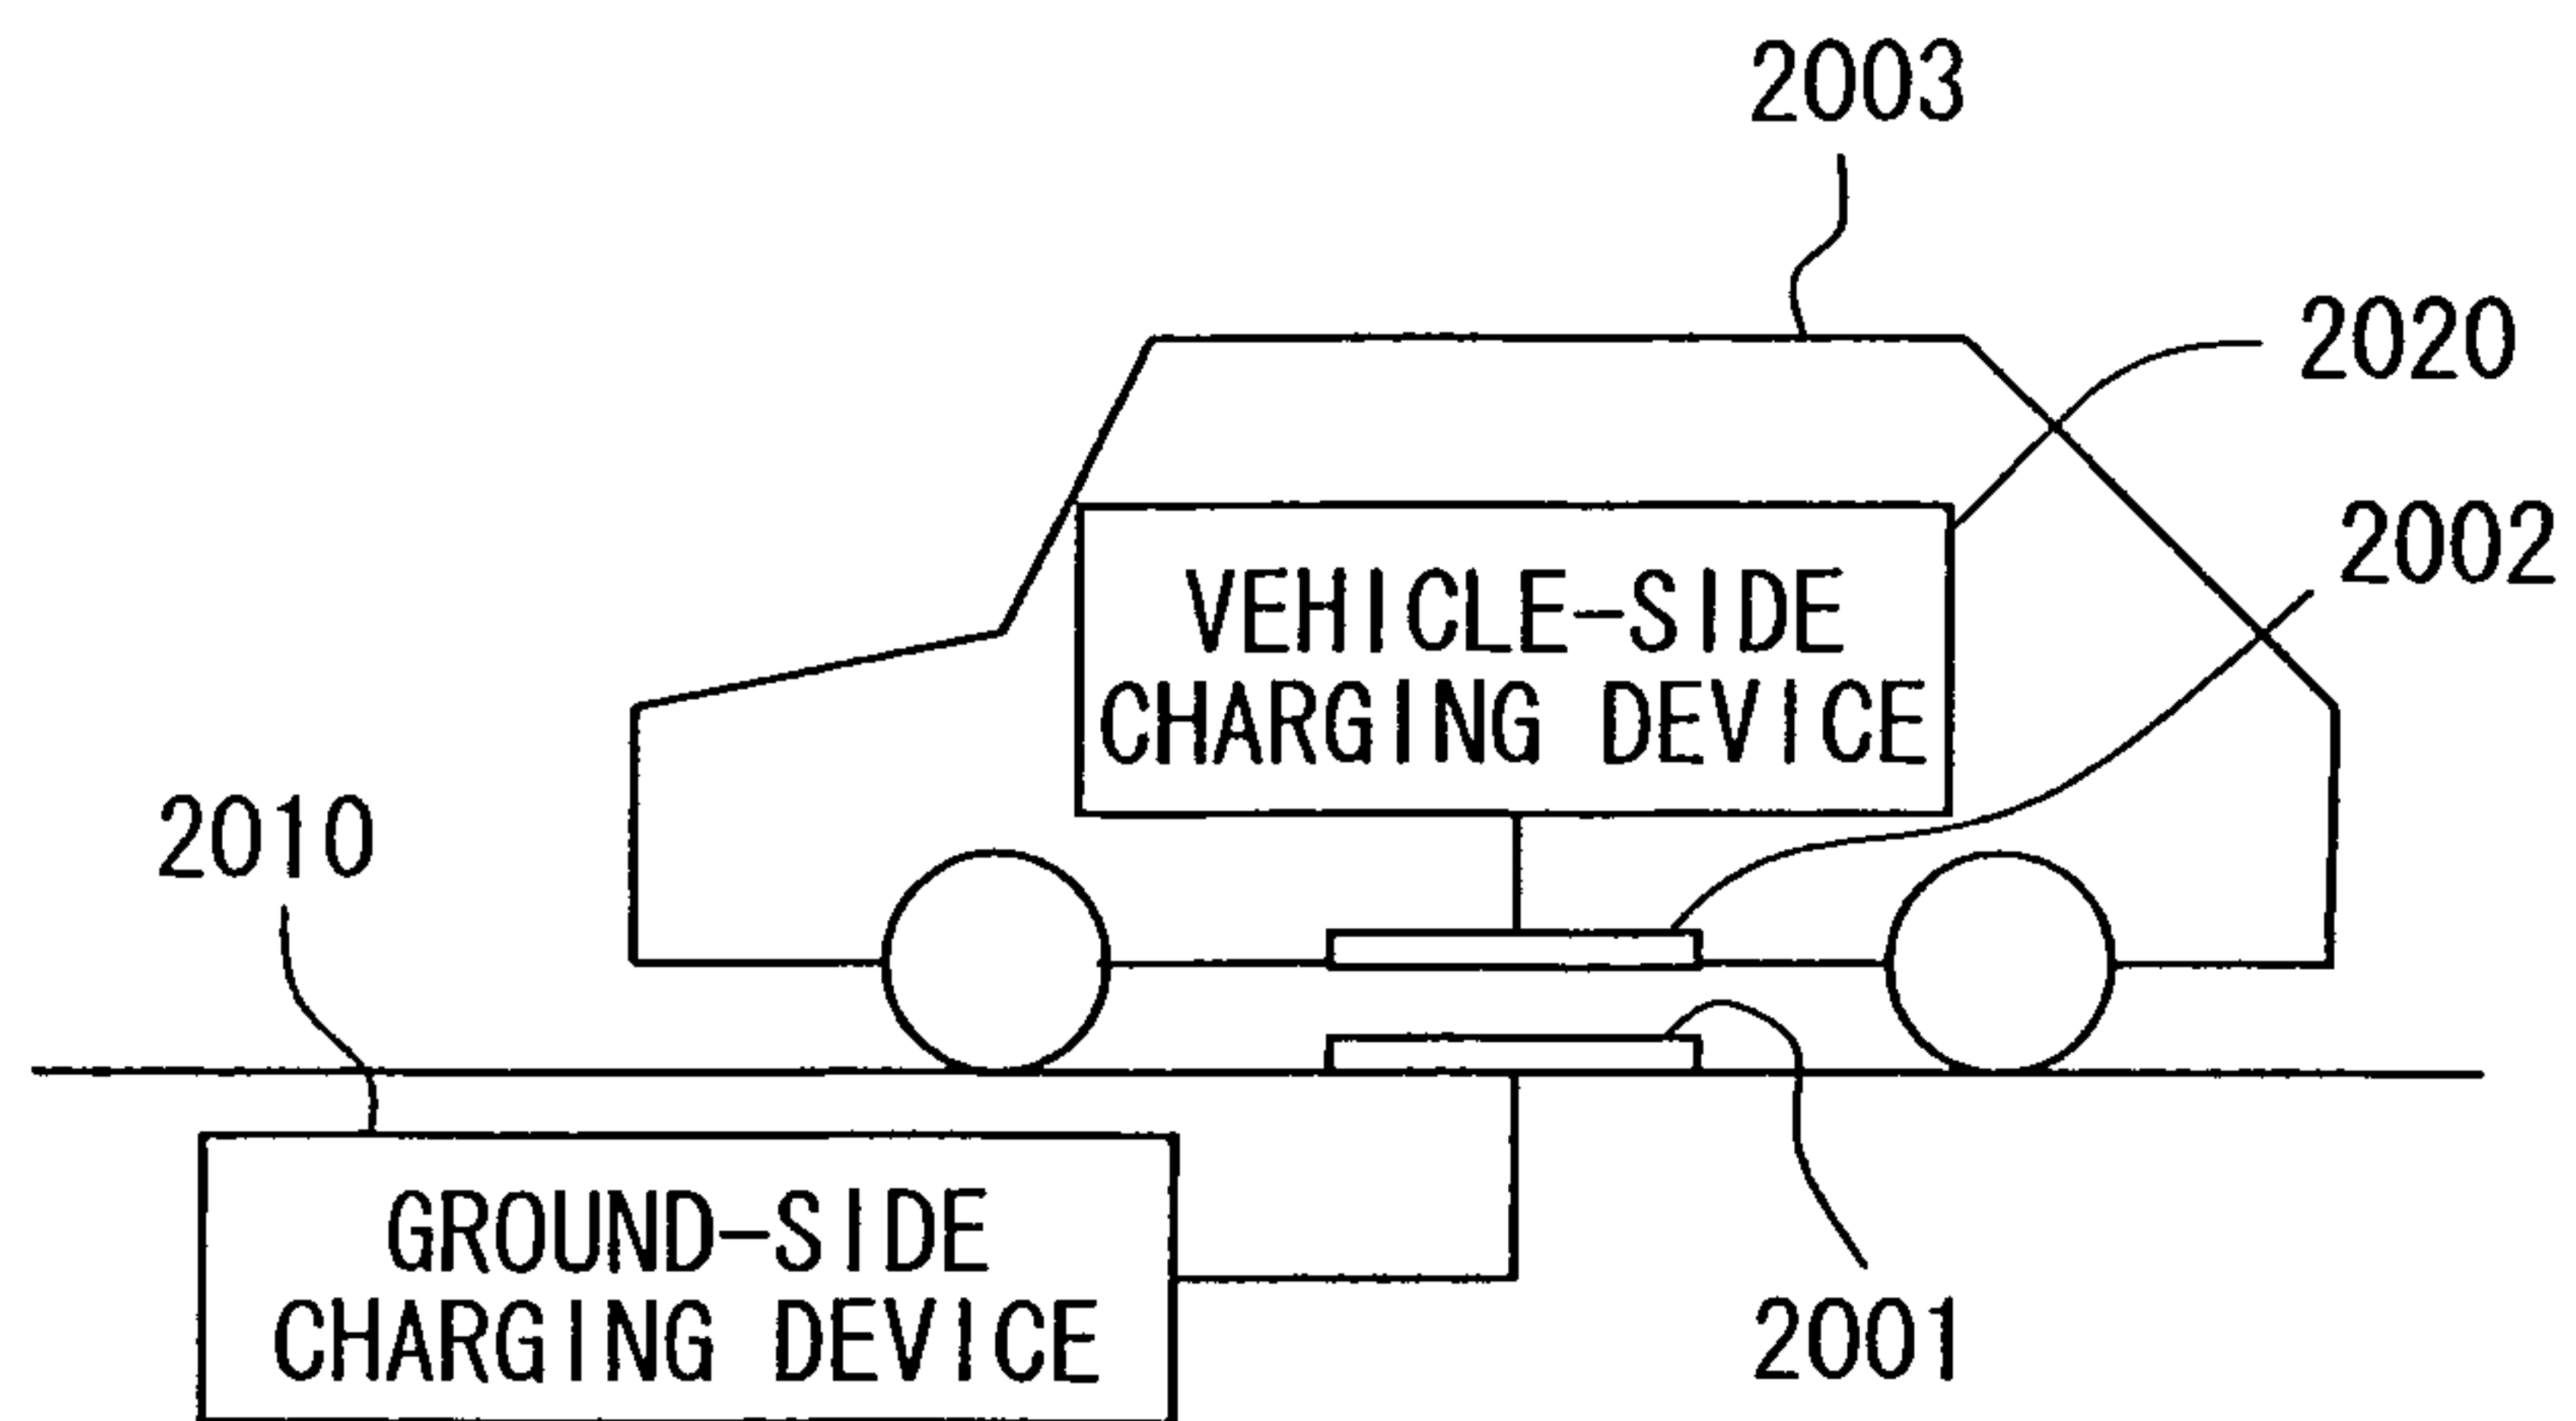 2003
2020
2002
VEHICLE-SIDE
CHARGING DEVICE
2010
GROUND-SIDE
CHARGING DEVICE
2001